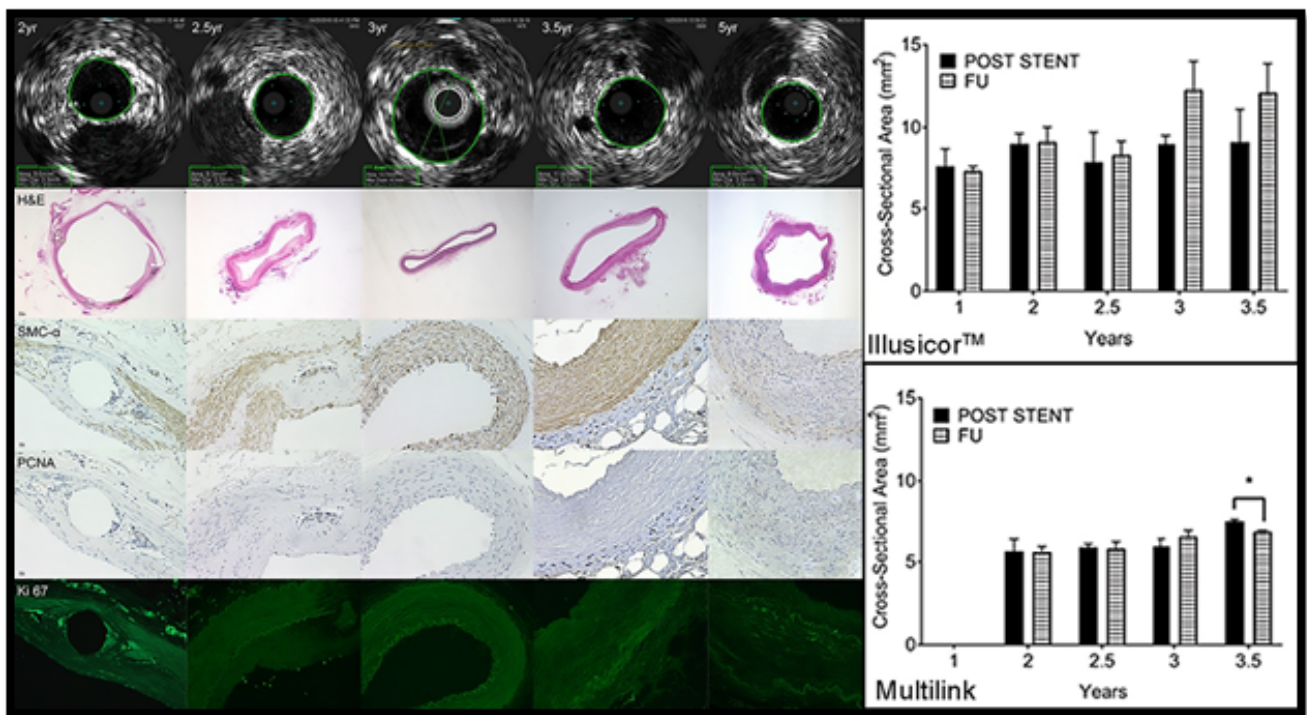 2yr
2.5yr
3yr
3.5yr
5yr
H&E
SMC-α
PCNA
Ki 67
15
10
5
0
Cross-Sectional Area (mm²)
POST STENT
FU
1 2 2.5 3 3.5
Years
Illusicor™
15
10
5
0
Cross-Sectional Area (mm²)
POST STENT
FU
*
1 2 2.5 3 3.5
Years
Multilink